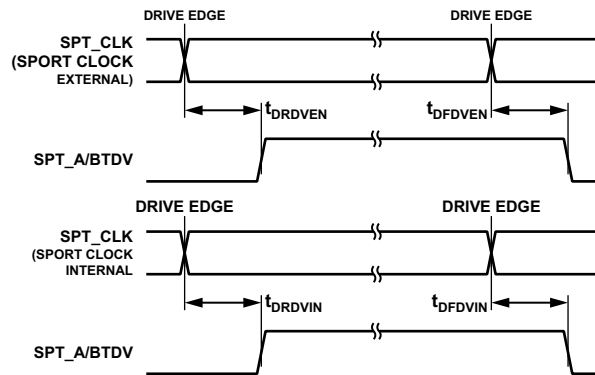 DRIVE EDGE DRIVE EDGE
SPT_CLK
(SPORT CLOCK
EXTERNAL)
tDRDVEN tDFDVEN
SPT_A/BTDV
DRIVE EDGE DRIVE EDGE
SPT_CLK
(SPORT CLOCK
INTERNAL
tDRDVIN tDFDVIN
SPT_A/BTDV